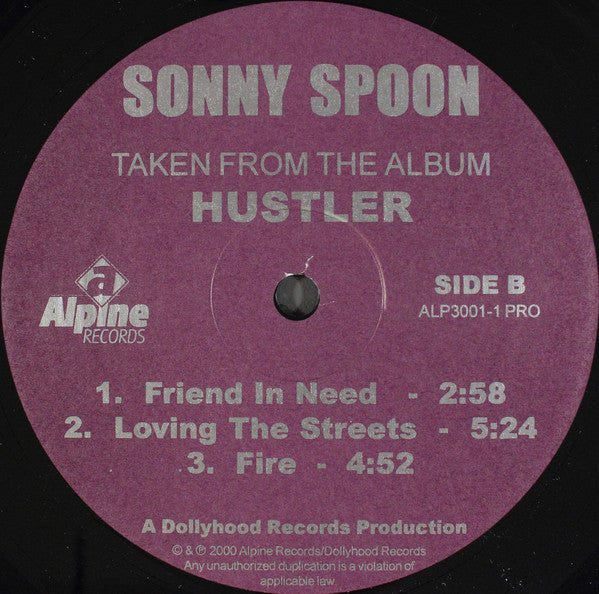 SONNY SPOON
TAKEN FROM THE ALBUM
HUSTLER
a
Alpine
RECORDS
SIDE B
ALP3001-1 PRO
1. Friend In Need - 2:58
2. Loving The Streets - 5:24
3. Fire - 4:52
A Dollyhood Records Production
© & ℗ 2000 Alpine Records/Dollyhood Records
Any unauthorized duplication is a violation of
applicable law